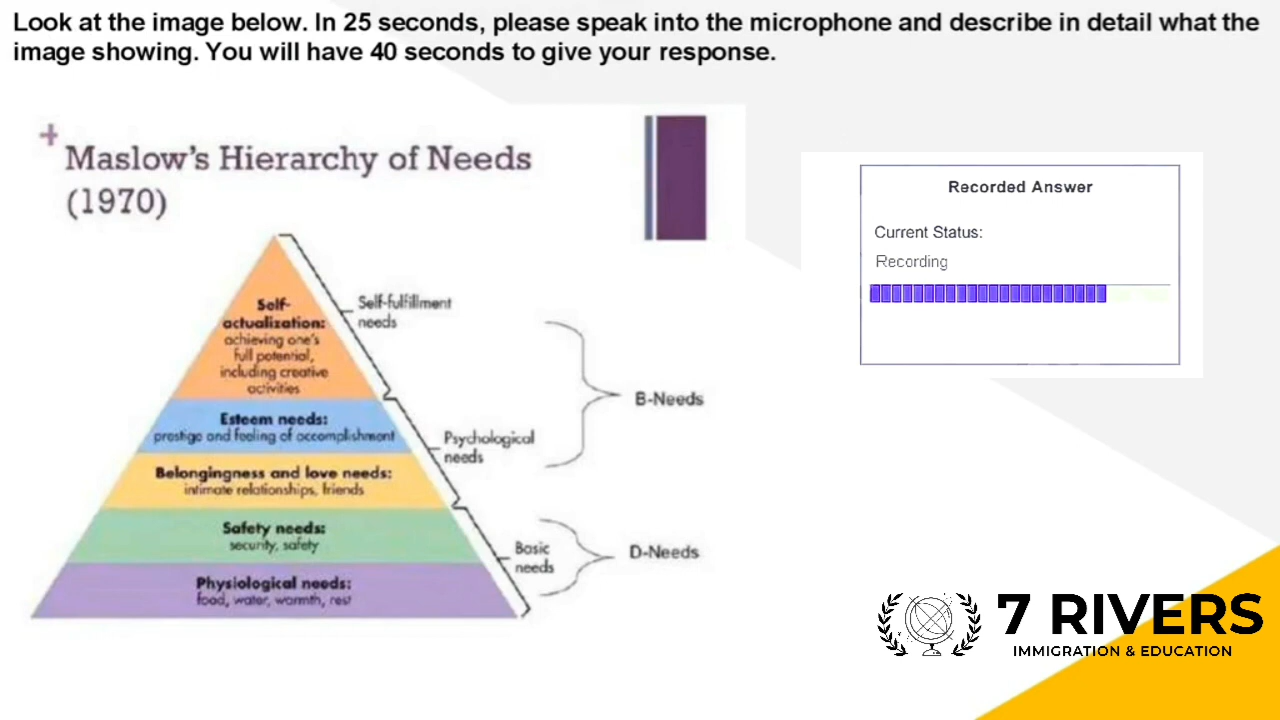 Look at the image below. In 25 seconds, please speak into the microphone and describe in detail what the
image showing. You will have 40 seconds to give your response.
+
Maslow's Hierarchy of Needs
(1970)
Self-
actualization:
achieving one's
full potential,
including creative
activities
Esteem needs:
prestige and feeling of accomplishment
Belongingness and love needs:
intimate relationships, friends
Safety needs:
security, safety
Physiological needs:
food, water, warmth, rest
Self-fulfillment
needs
Psychological
needs
Basic
needs
B-Needs
D-Needs
Recorded Answer
Current Status:
Recording
7 RIVERS
IMMIGRATION & EDUCATION